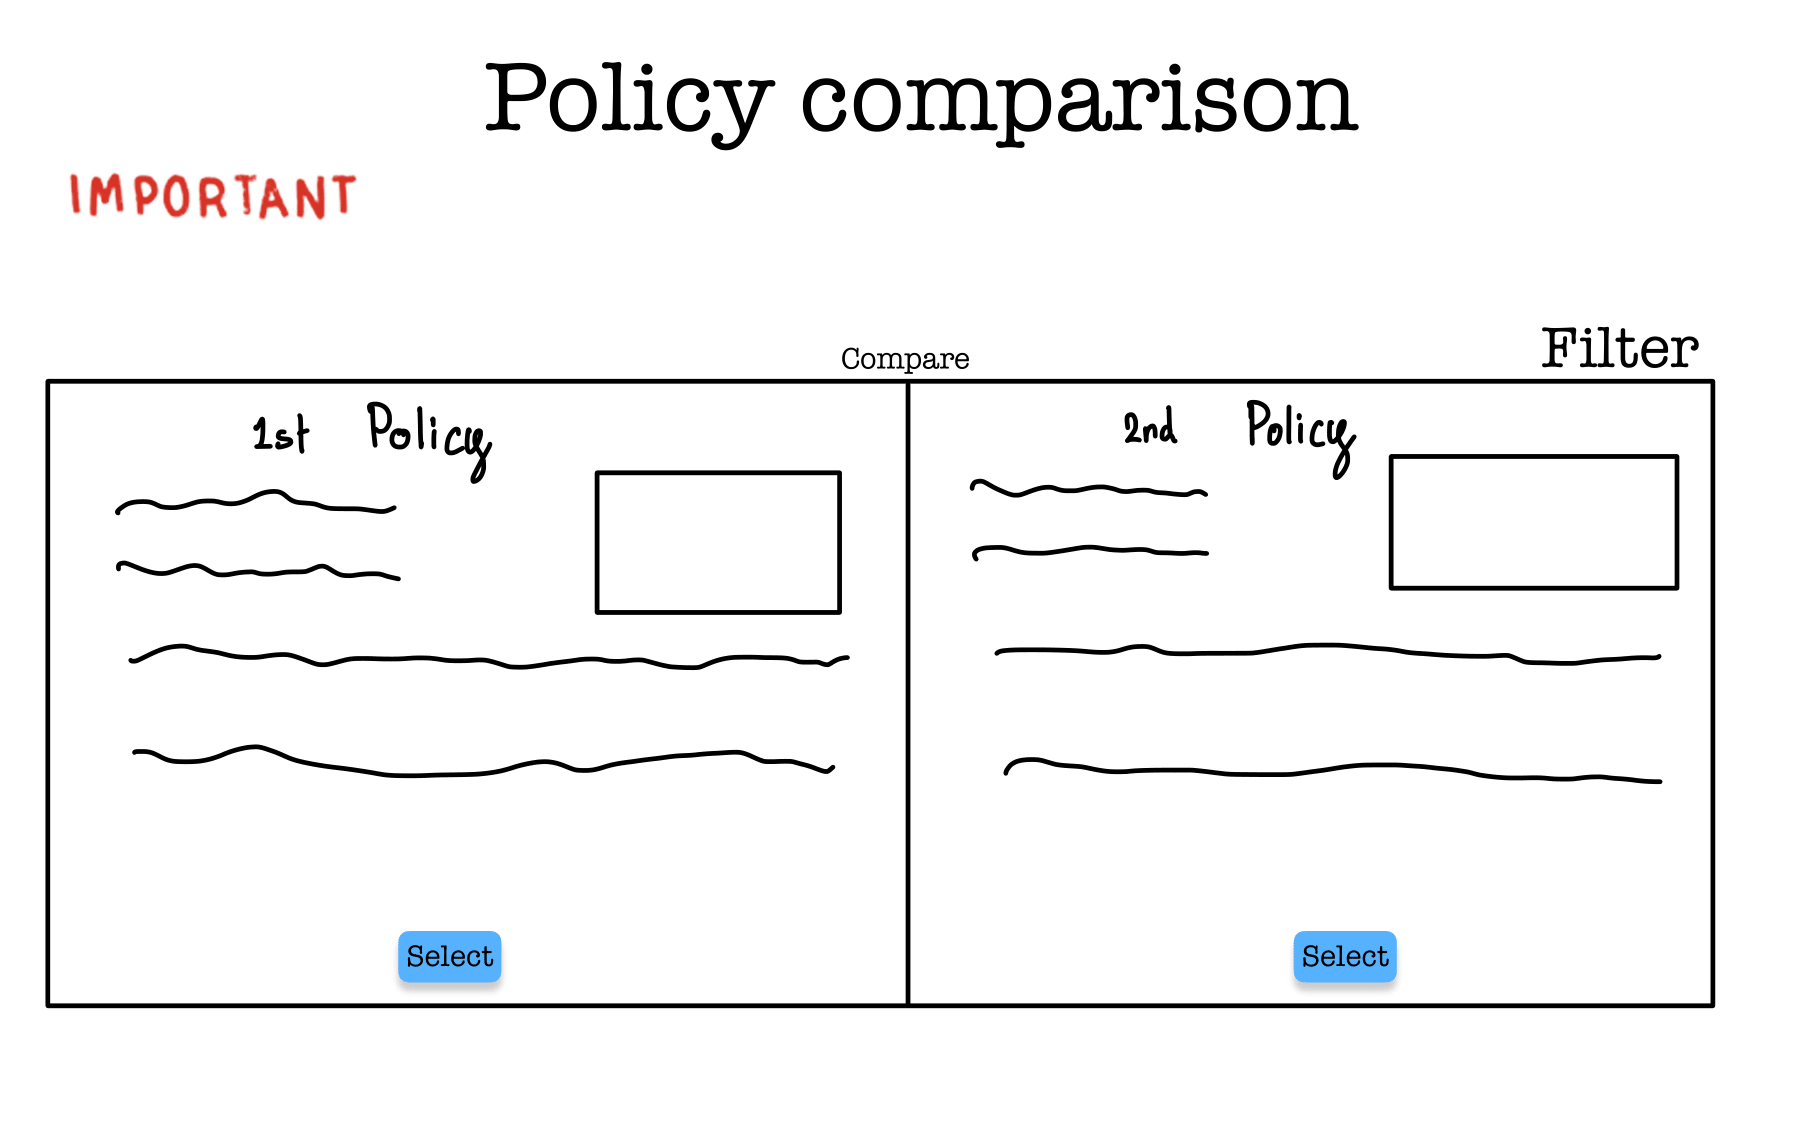 Policy comparison
IMPORTANT
Compare
Filter
1st Policy
2nd Policy
Select
Select